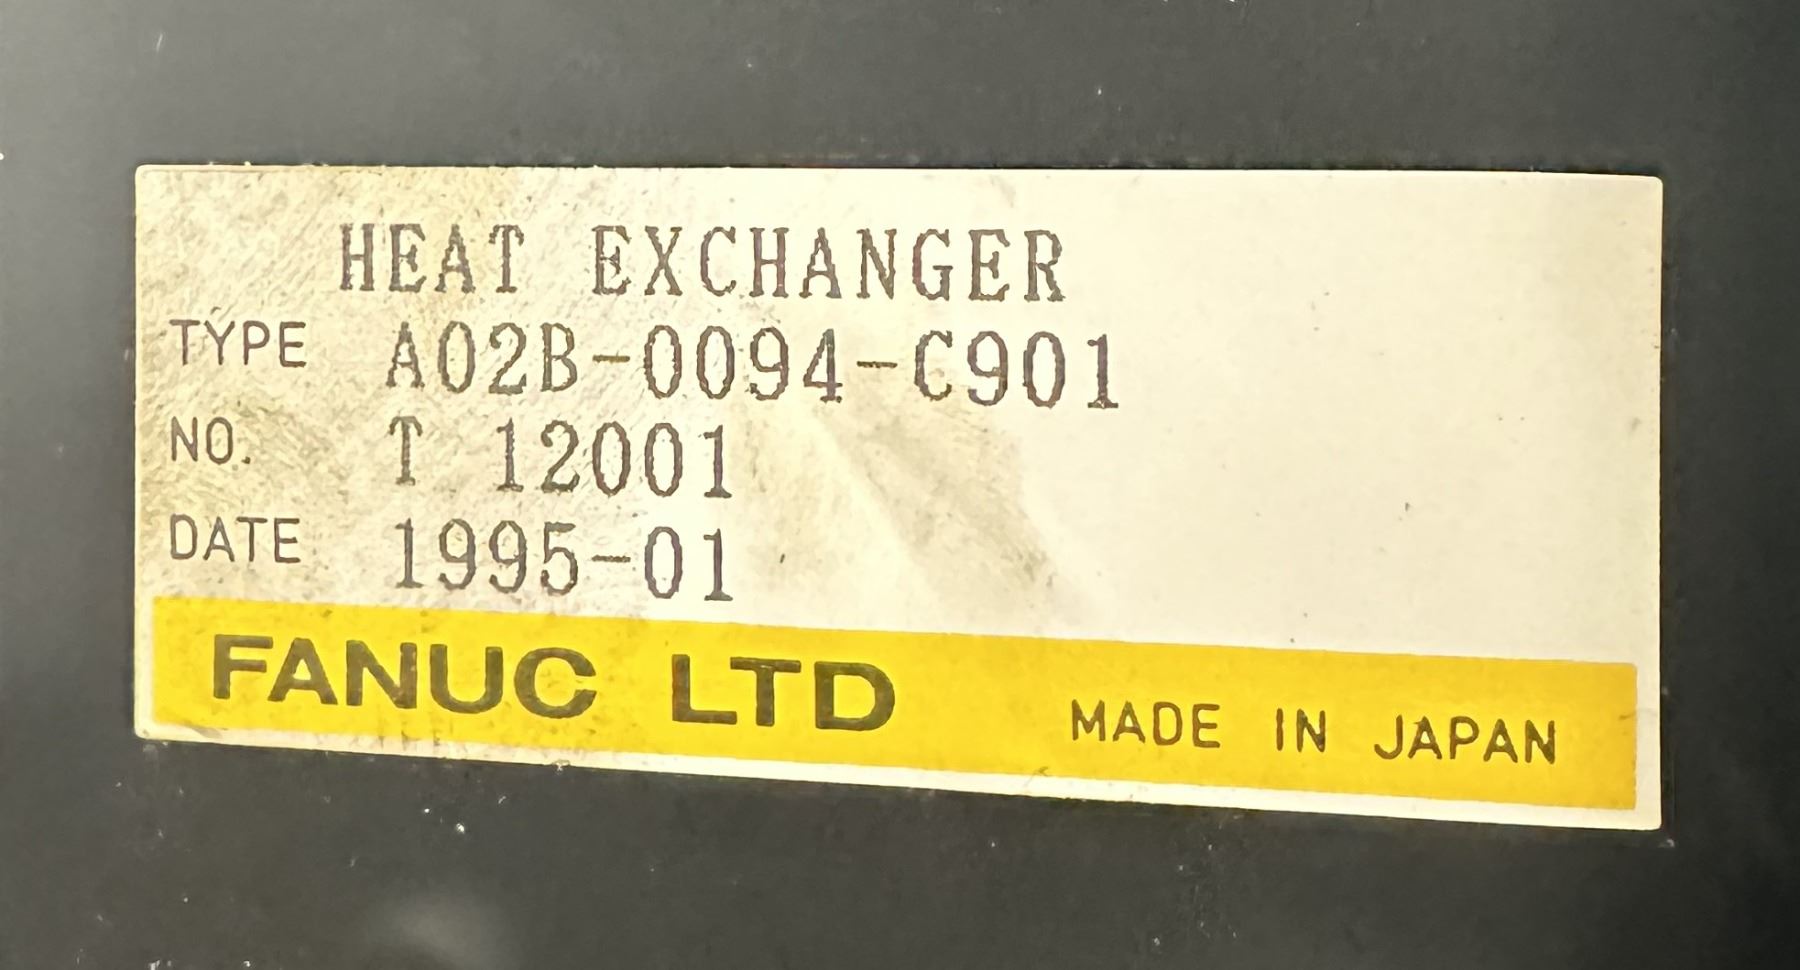 HEAT EXCHANGER
TYPE A02B-0094-C901
NO. T 12001
DATE 1995-01
FANUC LTD MADE IN JAPAN